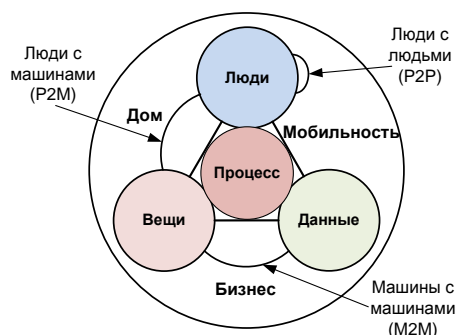 Люди с
машинами
(P2M)
Люди с
людьми
(P2P)
Люди
Дом
Мобильность
Процесс
Вещи
Данные
Бизнес
Машины с
машинами
(M2M)